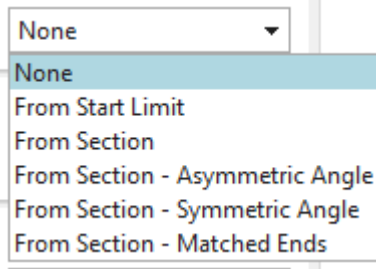 None
None
From Start Limit
From Section
From Section - Asymmetric Angle
From Section - Symmetric Angle
From Section - Matched Ends